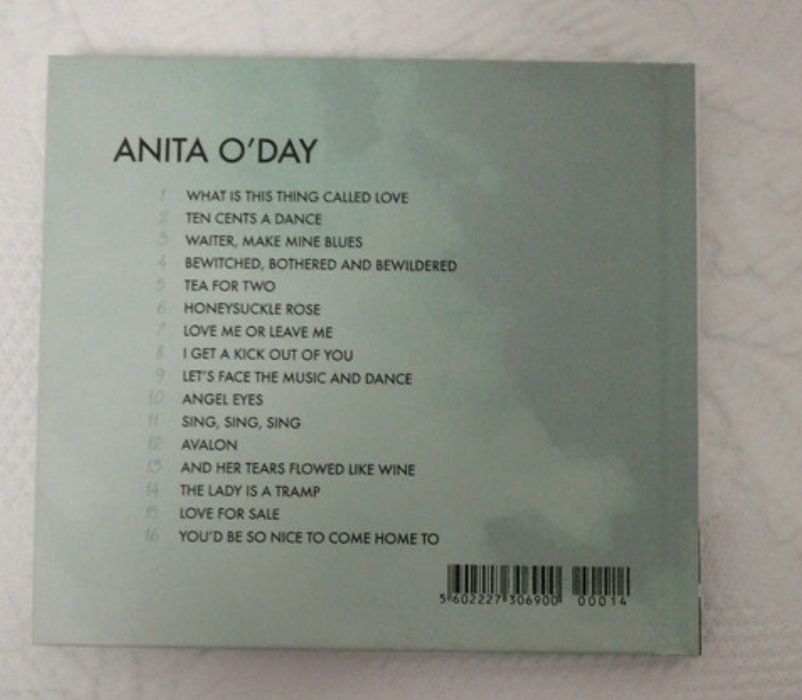 ANITA O'DAY
1 WHAT IS THIS THING CALLED LOVE
2 TEN CENTS A DANCE
3 WAITER, MAKE MINE BLUES
4 BEWITCHED, BOTHERED AND BEWILDERED
5 TEA FOR TWO
6 HONEYSUCKLE ROSE
7 LOVE ME OR LEAVE ME
8 I GET A KICK OUT OF YOU
9 LET'S FACE THE MUSIC AND DANCE
10 ANGEL EYES
11 SING, SING, SING
12 AVALON
13 AND HER TEARS FLOWED LIKE WINE
14 THE LADY IS A TRAMP
15 LOVE FOR SALE
16 YOU'D BE SO NICE TO COME HOME TO
5 602227 306900 00014